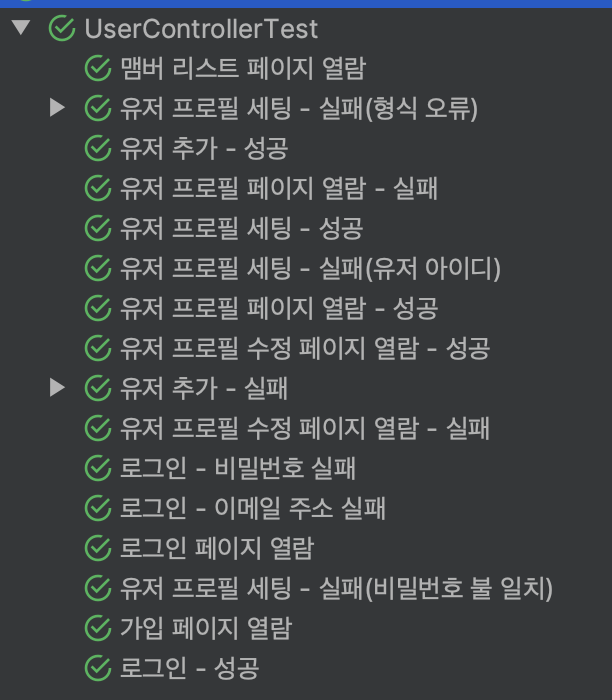 UserControllerTest
맴버 리스트 페이지 열람
유저 프로필 세팅 - 실패(형식 오류)
유저 추가 - 성공
유저 프로필 페이지 열람 - 실패
유저 프로필 세팅 - 성공
유저 프로필 세팅 - 실패(유저 아이디)
유저 프로필 페이지 열람 - 성공
유저 프로필 수정 페이지 열람 - 성공
유저 추가 - 실패
유저 프로필 수정 페이지 열람 - 실패
로그인 - 비밀번호 실패
로그인 - 이메일 주소 실패
로그인 페이지 열람
유저 프로필 세팅 - 실패(비밀번호 불 일치)
가입 페이지 열람
로그인 - 성공